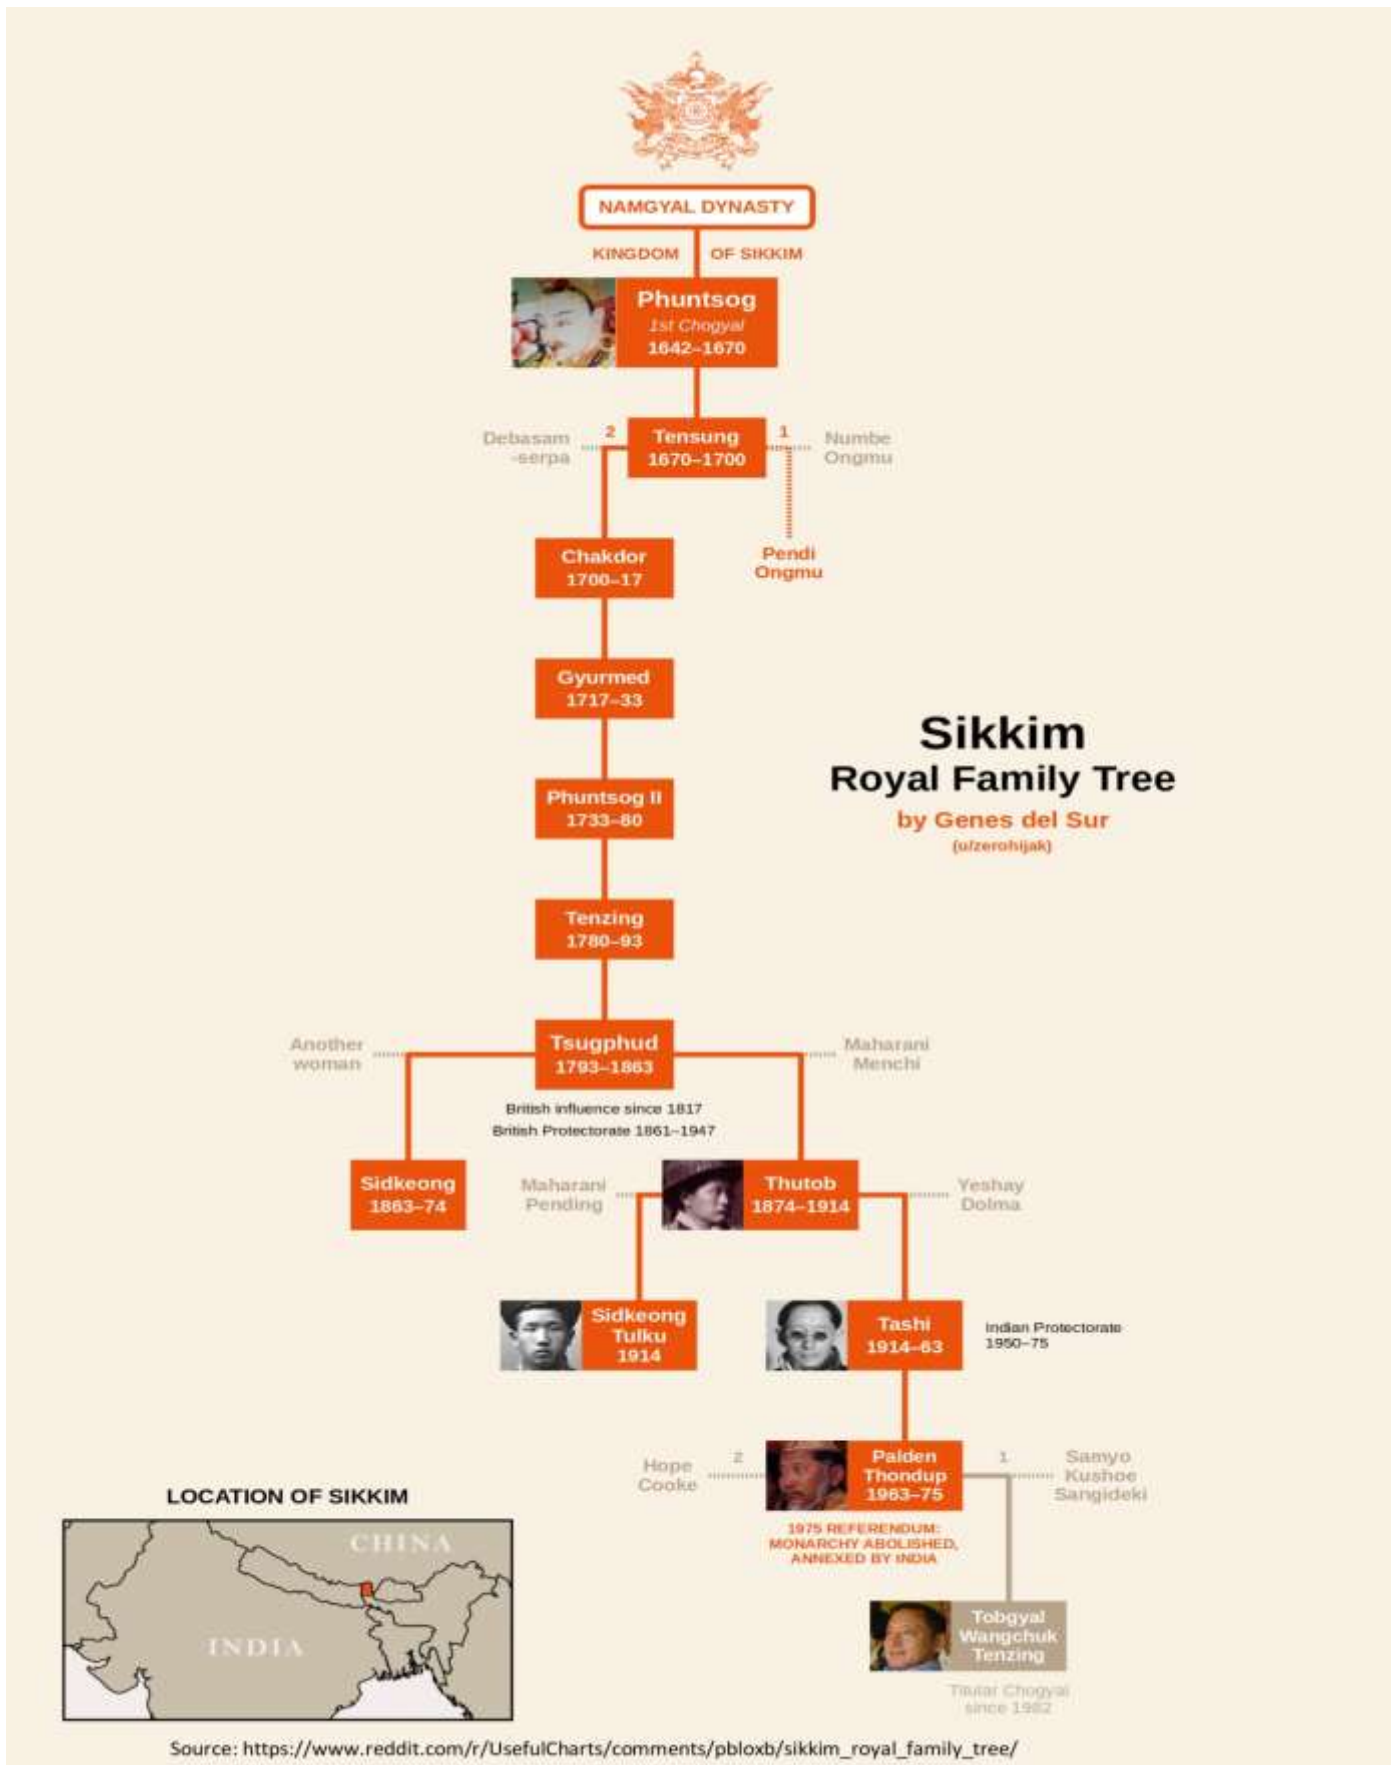 NAMGYAL DYNASTY
KINGDOM OF SIKKIM
Phuntsog
1st Chogyal
1642–1670
Debasam
-serpa
2
Tensung
1670–1700
1
Numbe
Ongmu
Chakdor
1700–17
Pendi
Ongmu
Gyurmed
1717–33
Sikkim
Royal Family Tree
by Genes del Sur
(u/zerohijak)
Phuntsog II
1733–80
Tenzing
1780–93
Another
woman
Tsugphud
1793–1863
Maharani
Menchi
British influence since 1817
British Protectorate 1861–1947
Sidkeong
1863–74
Maharani
Pending
Thutob
1874–1914
Yeshay
Dolma
Sidkeong
Tulku
1914
Tashi
1914–63
Indian Protectorate
1950–75
Hope
Cooke
2
Palden
Thondup
1963–75
1
Samyo
Kushoe
Sangideki
1975 REFERENDUM:
MONARCHY ABOLISHED,
ANNEXED BY INDIA
LOCATION OF SIKKIM
CHINA
INDIA
Tobgyal
Wangchuk
Tenzing
Titular Chogyal
since 1982
Source: https://www.reddit.com/r/UsefulCharts/comments/pbloxb/sikkim_royal_family_tree/